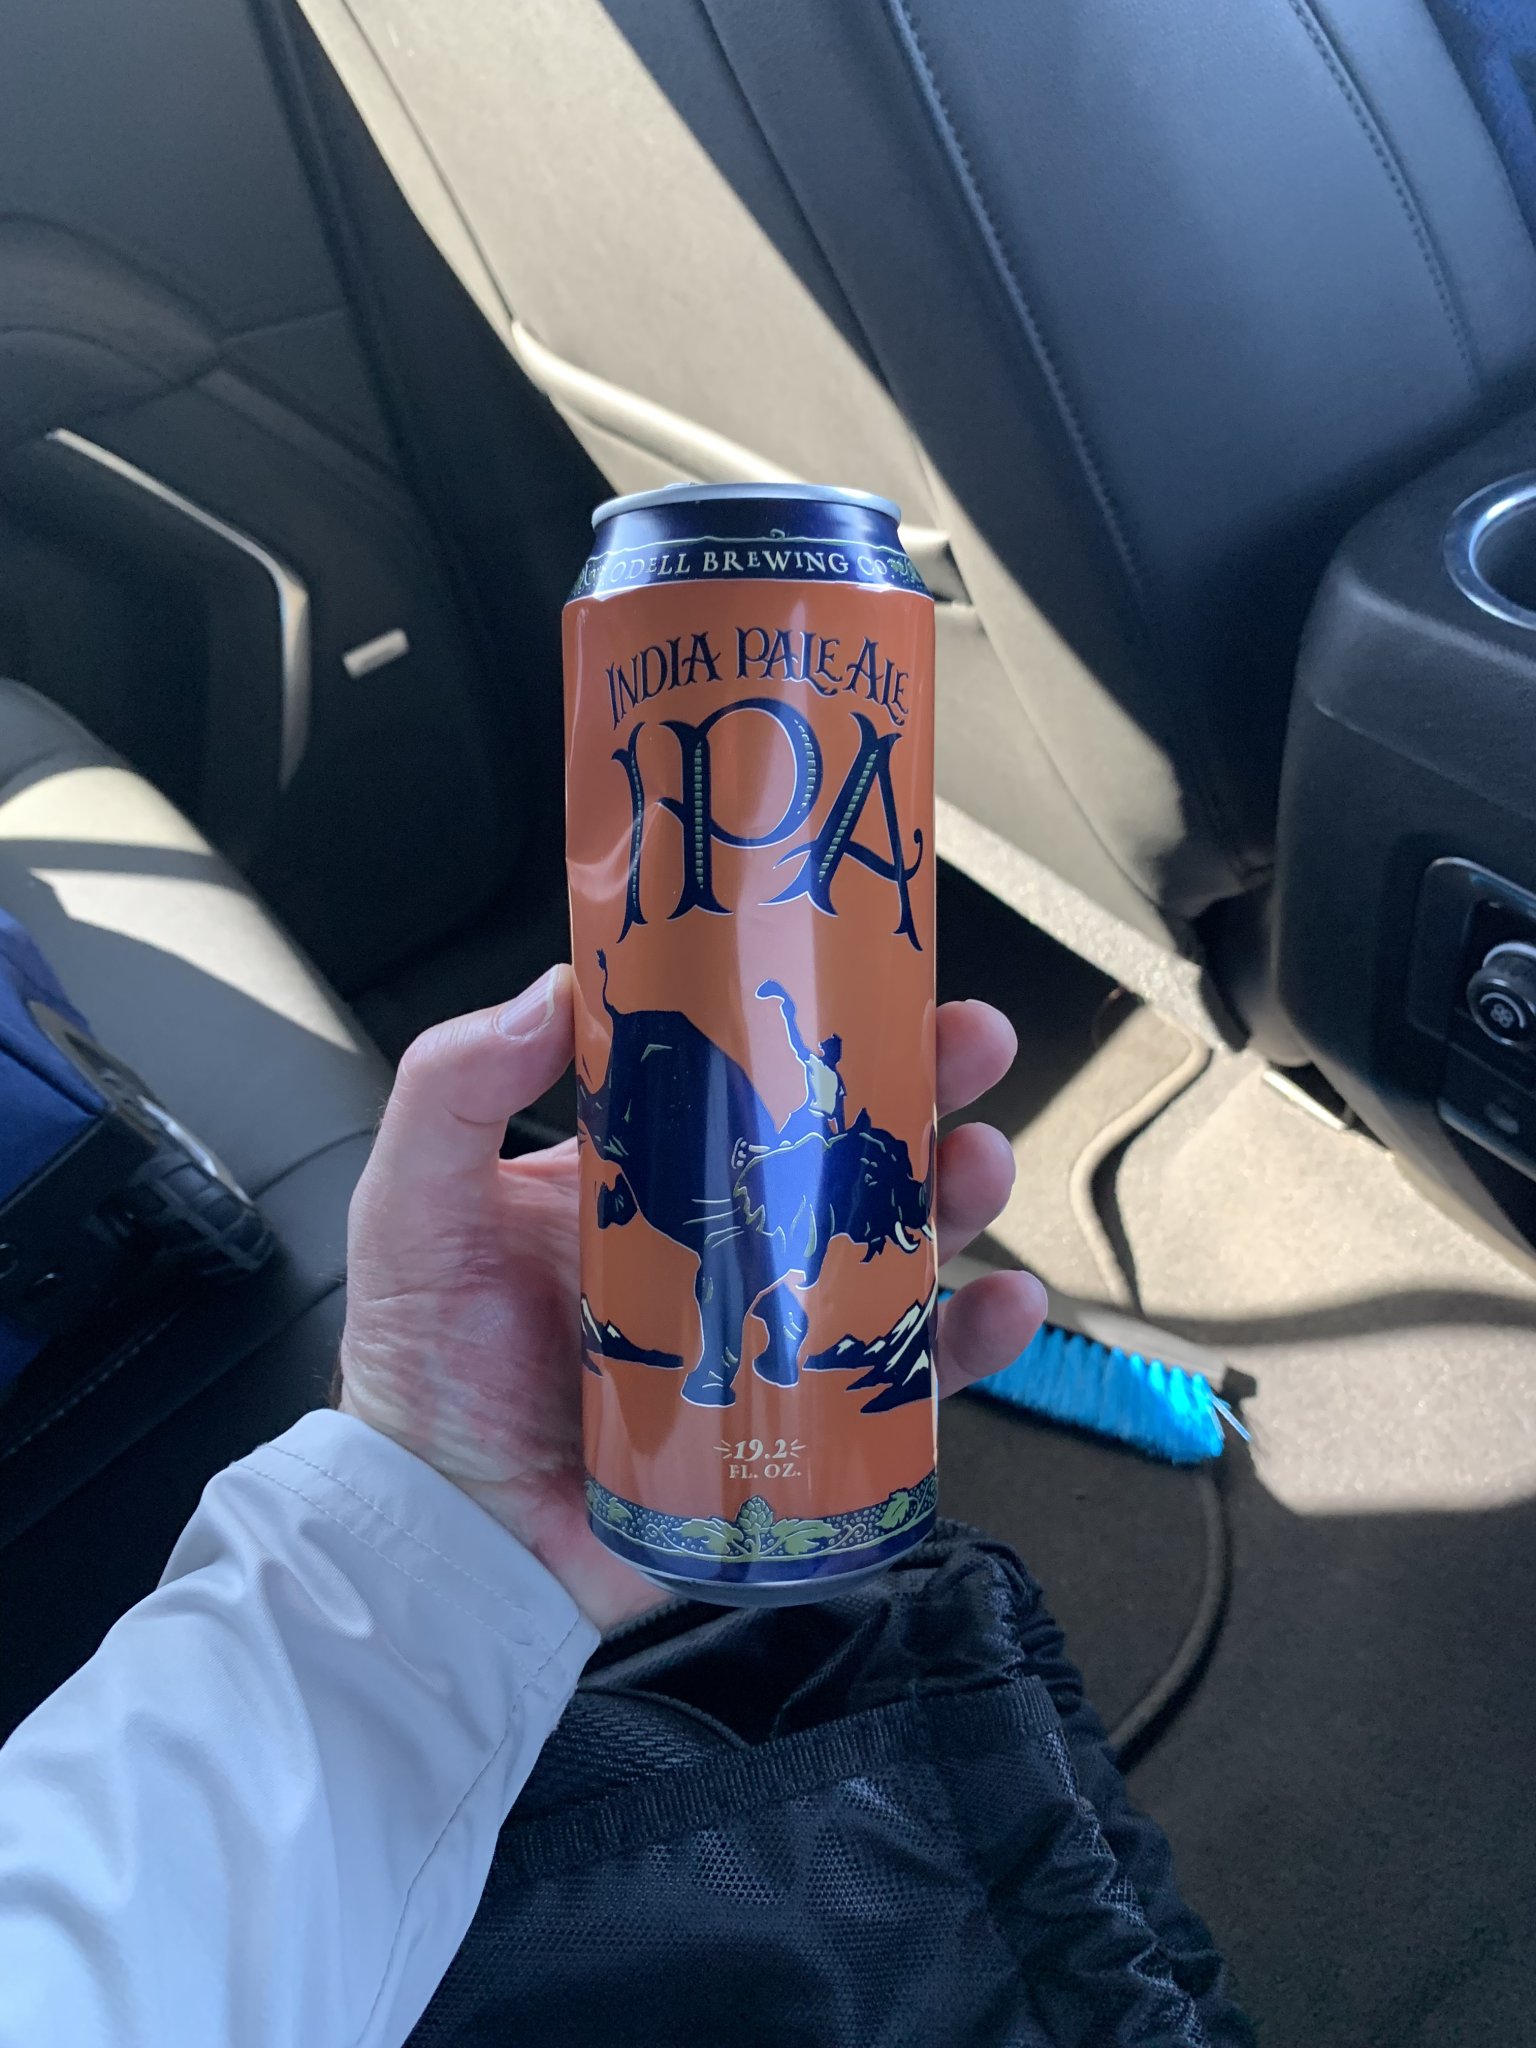 ODELL BREWING CO.
INDIA PALE ALE
IPA
19.2
FL. OZ.